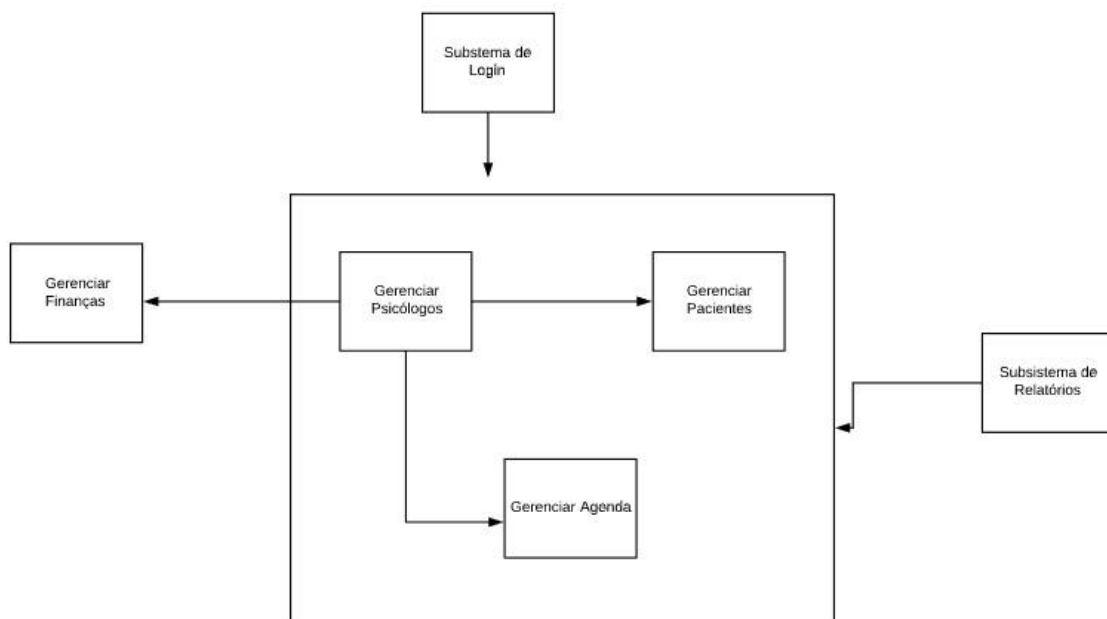 Substema de
Login
Gerenciar
Finanças
Gerenciar
Psicólogos
Gerenciar
Pacientes
Subsistema de
Relatórios
Gerenciar Agenda